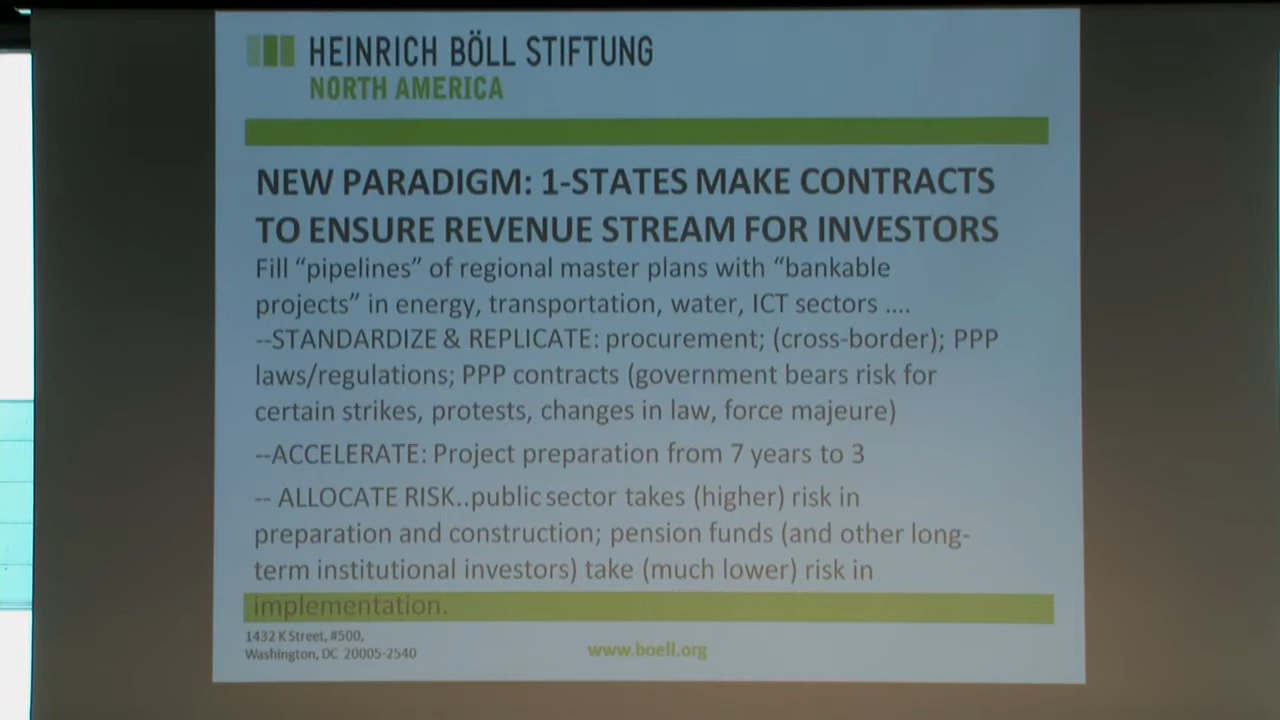 HEINRICH BÖLL STIFTUNG
NORTH AMERICA
NEW PARADIGM: 1-STATES MAKE CONTRACTS
TO ENSURE REVENUE STREAM FOR INVESTORS
Fill “pipelines” of regional master plans with “bankable
projects” in energy, transportation, water, ICT sectors ....
--STANDARDIZE & REPLICATE: procurement; (cross-border); PPP
laws/regulations; PPP contracts (government bears risk for
certain strikes, protests, changes in law, force majeure)
--ACCELERATE: Project preparation from 7 years to 3
-- ALLOCATE RISK..public sector takes (higher) risk in
preparation and construction; pension funds (and other long-
term institutional investors) take (much lower) risk in
implementation.
1432 K Street, #500,
Washington, DC 20005-2540
www.boell.org